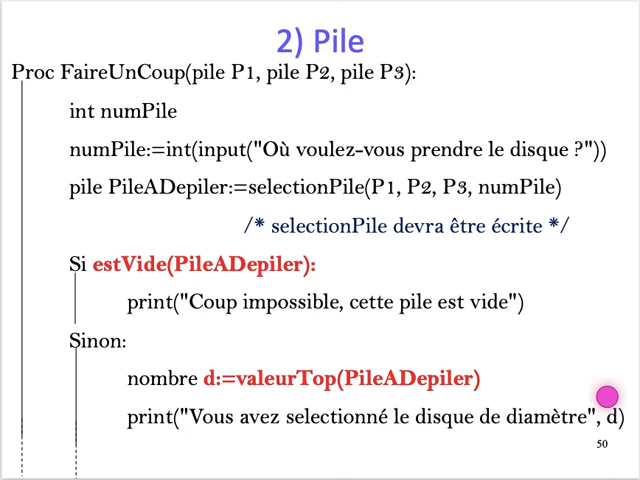 2) Pile
Proc FaireUnCoup(pile P1, pile P2, pile P3):
int numPile
numPile:=int(input("Où voulez-vous prendre le disque ?"))
pile PileADepiler:=selectionPile(P1, P2, P3, numPile)
/* selectionPile devra être écrite */
Si estVide(PileADepiler):
print("Coup impossible, cette pile est vide")
Sinon:
nombre d:=valeurTop(PileADepiler)
print("Vous avez selectionné le disque de diamètre", d)
50